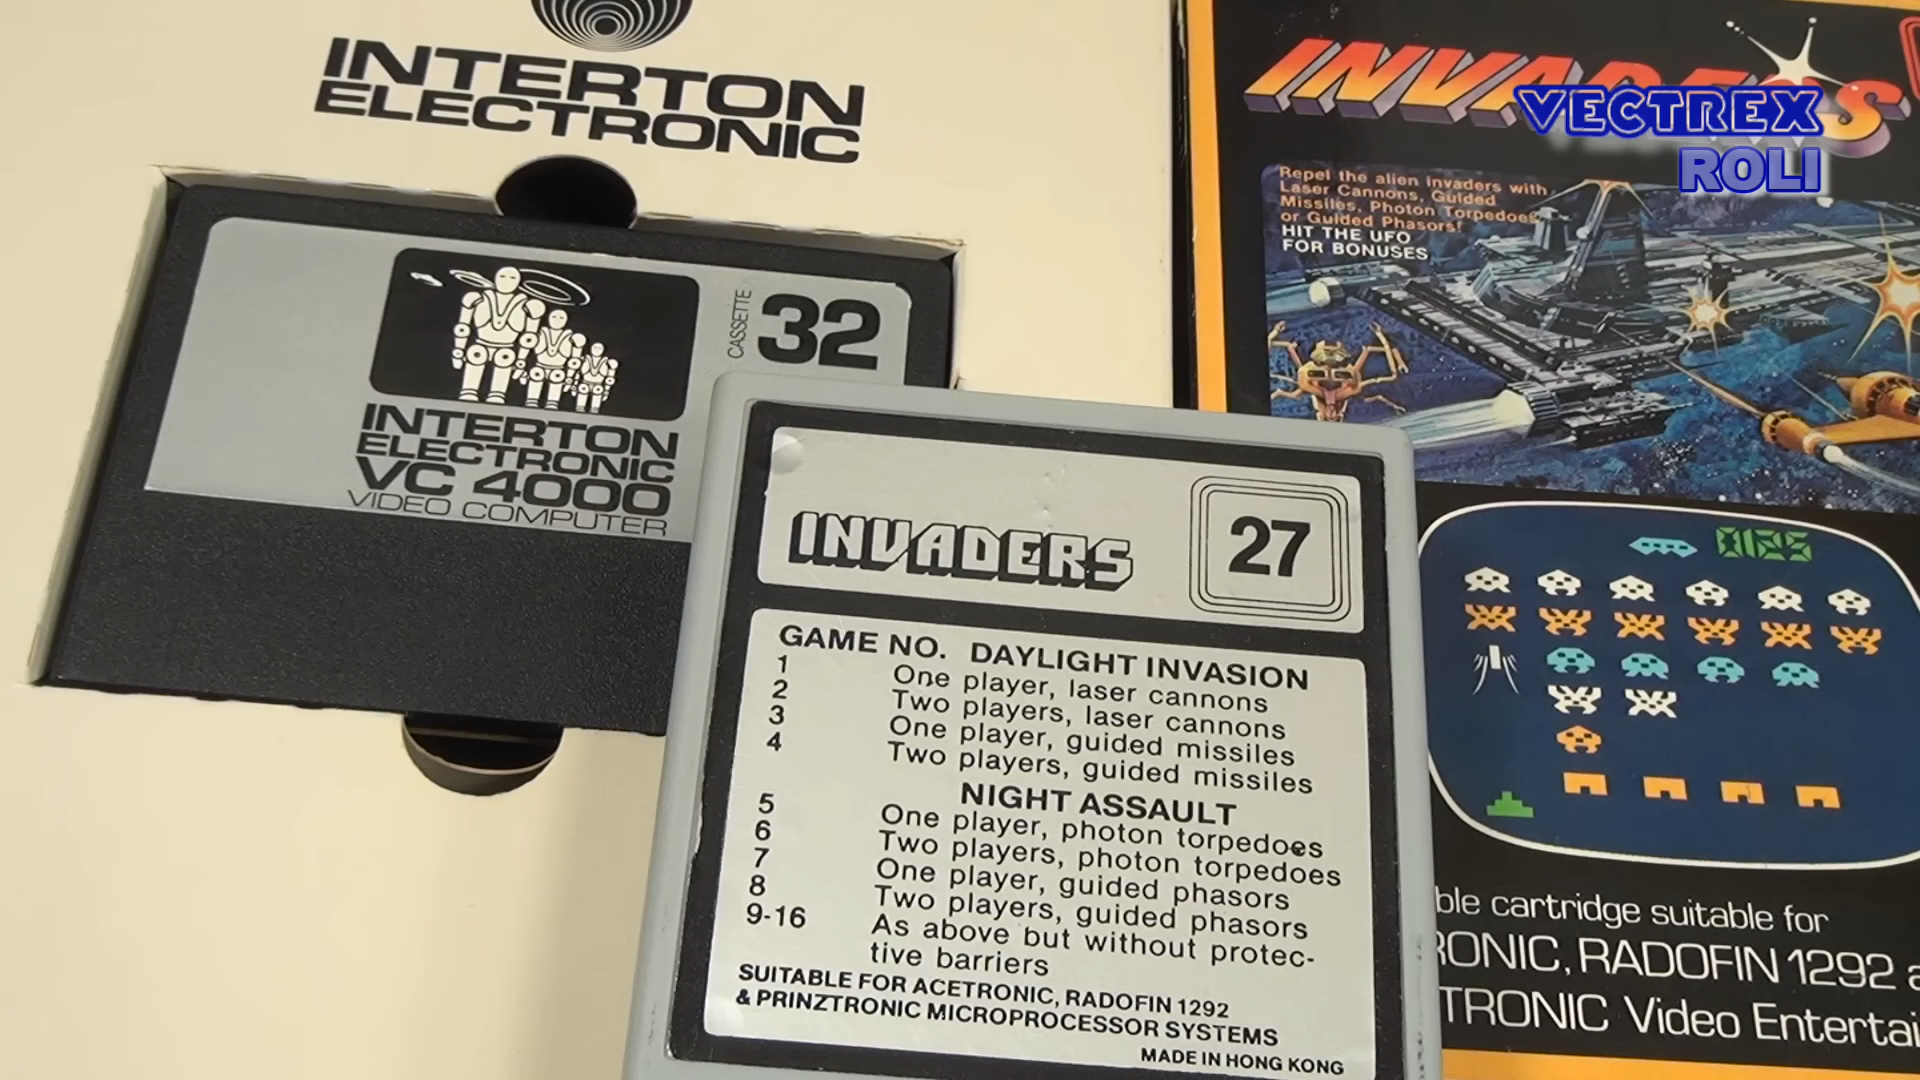 INTERTON
ELECTRONIC
CASSETTE 32
INTERTON
ELECTRONIC
VC 4000
VIDEO COMPUTER
INVADERS
VECTREX
ROLI
Repel the alien invaders with
Laser Cannons, Guided
Missiles, Photon Torpedoes
or Guided Phasors!
HIT THE UFO
FOR BONUSES
0125
INVADERS 27
GAME NO. DAYLIGHT INVASION
1 One player, laser cannons
2 Two players, laser cannons
3 One player, guided missiles
4 Two players, guided missiles
NIGHT ASSAULT
5 One player, photon torpedoes
6 Two players, photon torpedoes
7 One player, guided phasors
8 Two players, guided phasors
9-16 As above but without protec-
tive barriers
SUITABLE FOR ACETRONIC, RADOFIN 1292
& PRINZTRONIC MICROPROCESSOR SYSTEMS
MADE IN HONG KONG
ble cartridge suitable for
RONIC, RADOFIN 1292 a
TRONIC Video Entertai